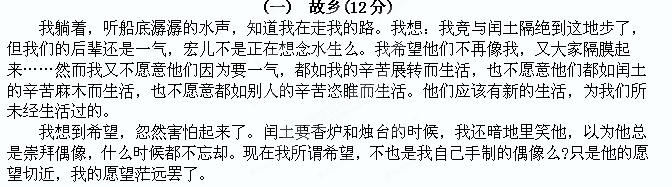 (一) 故乡(12分)
我躺着，听船底潺潺的水声，知道我在走我的路。我想：我竟与闰土隔绝到这地步了，
但我们的后辈还是一气，宏儿不是正在想念水生么。我希望他们不再像我，又大家隔膜起
来……然而我又不愿意他们因为要一气，都如我的辛苦展转而生活，也不愿意他们都如闰土
的辛苦麻木而生活，也不愿意都如别人的辛苦恣睢而生活。他们应该有新的生活，为我们所
未经生活过的。
我想到希望，忽然害怕起来了。闰土要香炉和烛台的时候，我还暗地里笑他，以为他总
是崇拜偶像，什么时候都不忘却。现在我所谓希望，不也是我自己手制的偶像么?只是他的愿
望切近，我的愿望茫远罢了。